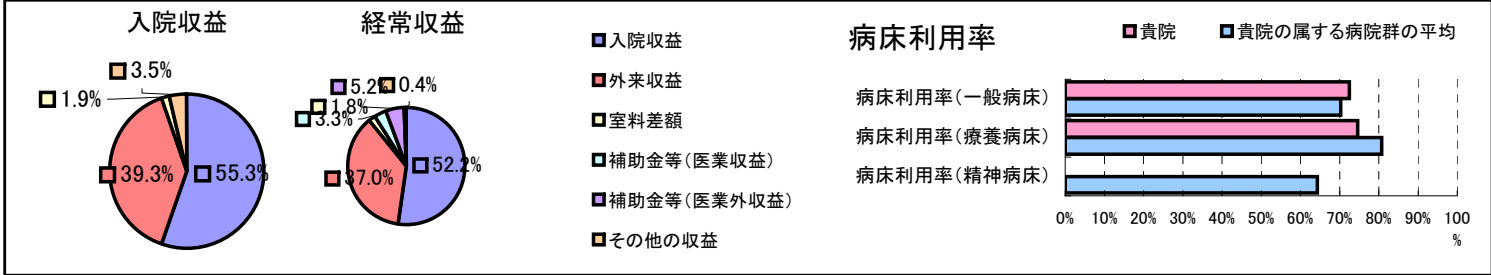 入院収益
3.5%
1.9%
39.3%
55.3%
経常収益
5.2%
0.4%
1.8%
3.3%
37.0%
52.2%
入院収益
外来収益
室料差額
補助金等(医業収益)
補助金等(医業外収益)
その他の収益
病床利用率
貴院
貴院の属する病院群の平均
病床利用率(一般病床)
病床利用率(療養病床)
病床利用率(精神病床)
0% 10% 20% 30% 40% 50% 60% 70% 80% 90% 100
%